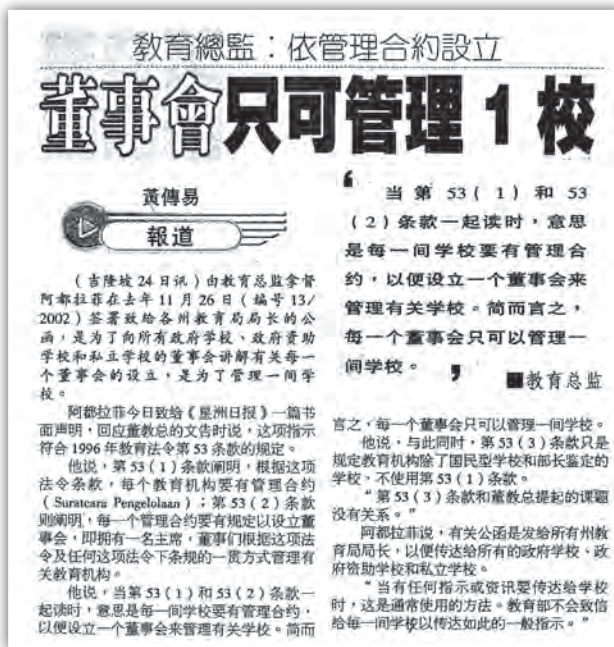 教育總監：依管理合約設立
董事會只可管理1校
黃傳易
報道
（吉隆坡24日讯）由教育总监拿督
阿都拉菲在去年11月26日（编号13/
2002）签署致给各州教育局局长的公
函，是为了向所有政府学校、政府资助
学校和私立学校的董事会讲解有关每一
个董事会的设立，是为了管理一间学
校。
阿都拉菲今日致给《星洲日报》一篇书
面声明，回应董教总的文告时说，这项指示
符合1996年教育法令第53条款的规定。
他说，第53（1）条款阐明，根据这项
法令条款，每个教育机构要有管理合约
（Suratcara Pengelolaan）；第53（2）条款
则阐明，每一个管理合约要有规定以设立董
事会，即拥有一名主席，董事们根据这项法
令及任何这项法令下条规的一贯方式管理有
关教育机构。
他说，当第53（1）和53（2）条款一
起读时，意思是每一间学校要有管理合约，
以便设立一个董事会来管理有关学校。简而
‘当第53（1）和53
（2）条款一起读时，意思
是每一间学校要有管理合
约，以便设立一个董事会来
管理有关学校。简而言之，
每一个董事会只可以管理一
间学校。’
■教育总监
言之，每一个董事会只可以管理一间学校。
他说，与此同时，第53（3）条款只是
规定教育机构除了国民型学校和部长鉴定的
学校，不使用第53（1）条款。
“第53（3）条款和董教总提起的课题
没有关系。”
阿都拉菲说，有关公函是发给所有州教
育局局长，以便传达给所有的政府学校、政
府资助学校和私立学校。
“当有任何指示或资讯要传达给学校
时，这是通常使用的方法。教育部不会致信
给每一间学校以传达如此的一般指示。”